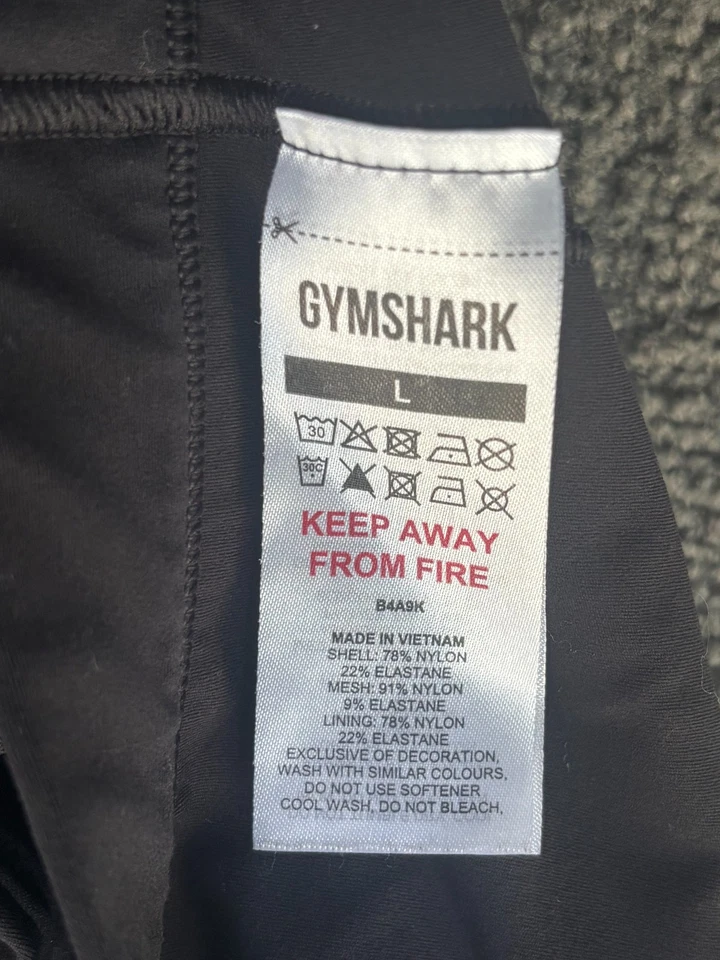 GYMSHARK
L
30
30C
KEEP AWAY
FROM FIRE
B4A9K
MADE IN VIETNAM
SHELL: 78% NYLON
22% ELASTANE
MESH: 91% NYLON
9% ELASTANE
LINING: 78% NYLON
22% ELASTANE
EXCLUSIVE OF DECORATION,
WASH WITH SIMILAR COLOURS,
DO NOT USE SOFTENER
COOL WASH, DO NOT BLEACH,